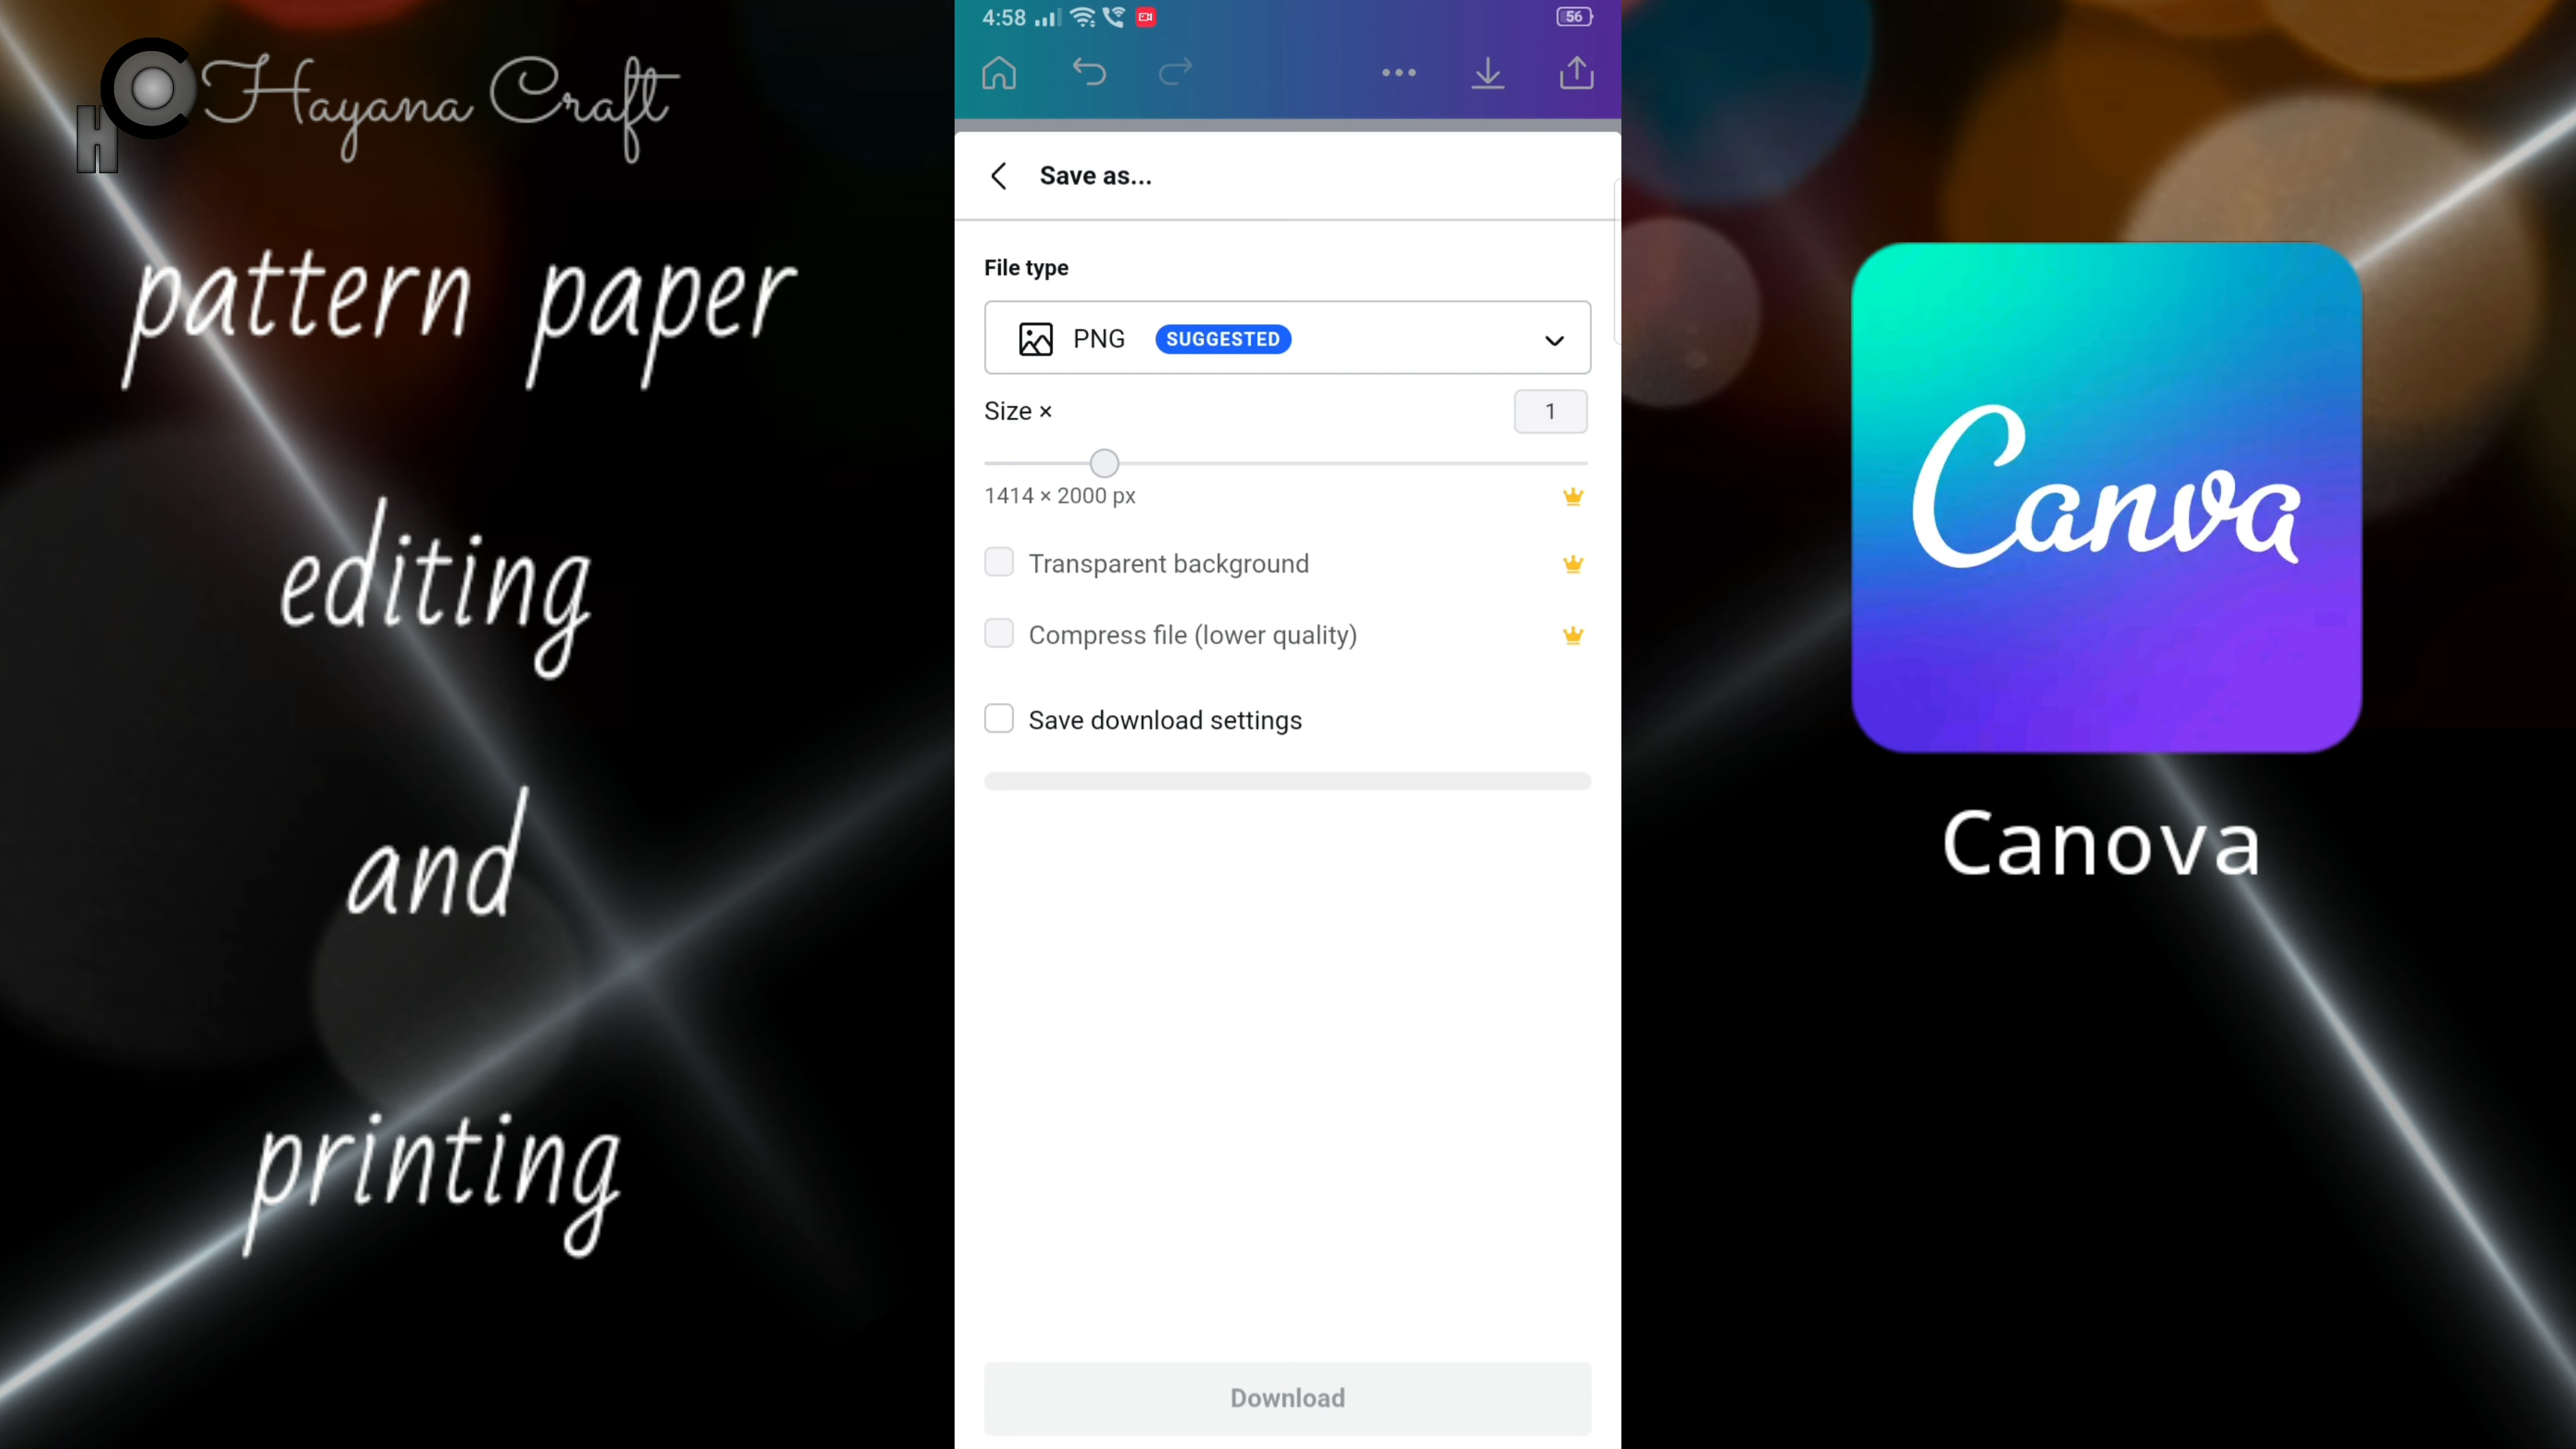 HC Hayana Craft
pattern paper
editing
and
printing
4:58
56
Save as...
File type
PNG SUGGESTED
Size × 1
1414 × 2000 px
Transparent background
Compress file (lower quality)
Save download settings
Download
Canva
Canova